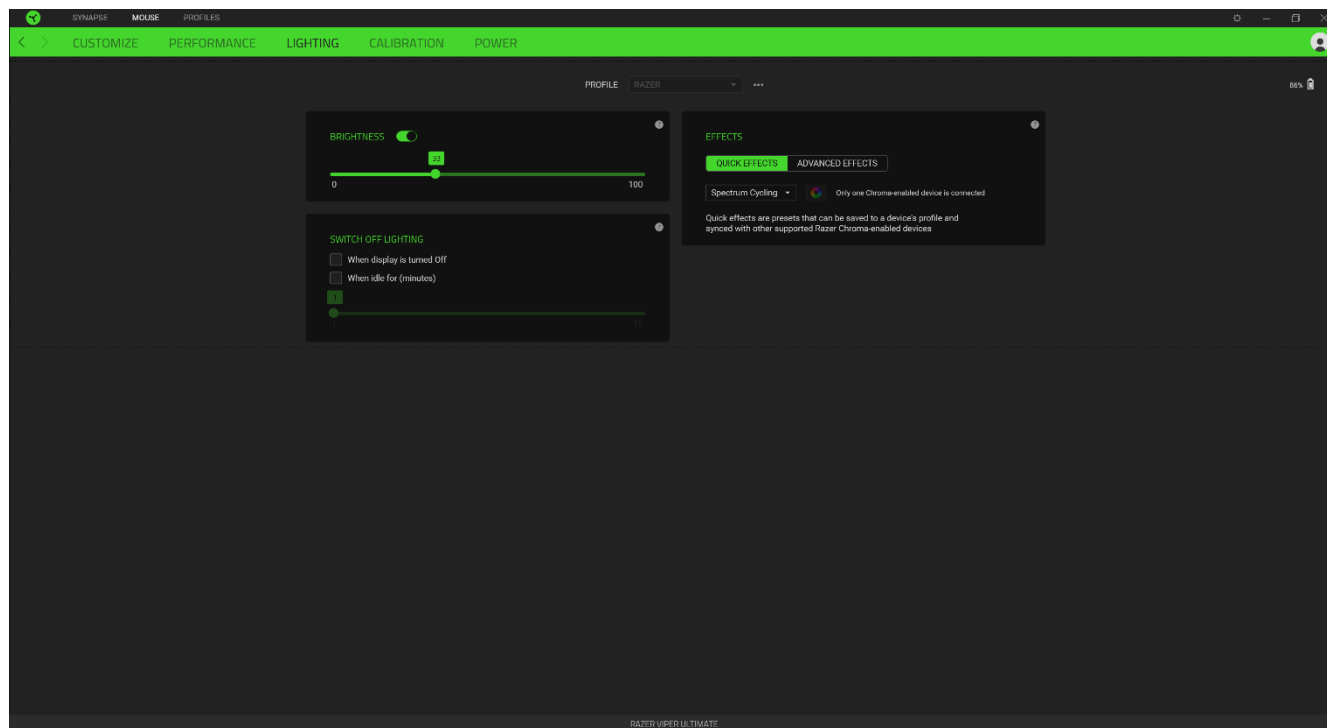 SYNAPSE MOUSE PROFILES
CUSTOMIZE PERFORMANCE LIGHTING CALIBRATION POWER
PROFILE RAZER
86%
BRIGHTNESS
33
0 100
SWITCH OFF LIGHTING
When display is turned Off
When idle for (minutes)
1
1 15
EFFECTS
QUICK EFFECTS ADVANCED EFFECTS
Spectrum Cycling Only one Chroma-enabled device is connected
Quick effects are presets that can be saved to a device's profile and
synced with other supported Razer Chroma-enabled devices
RAZER VIPER ULTIMATE